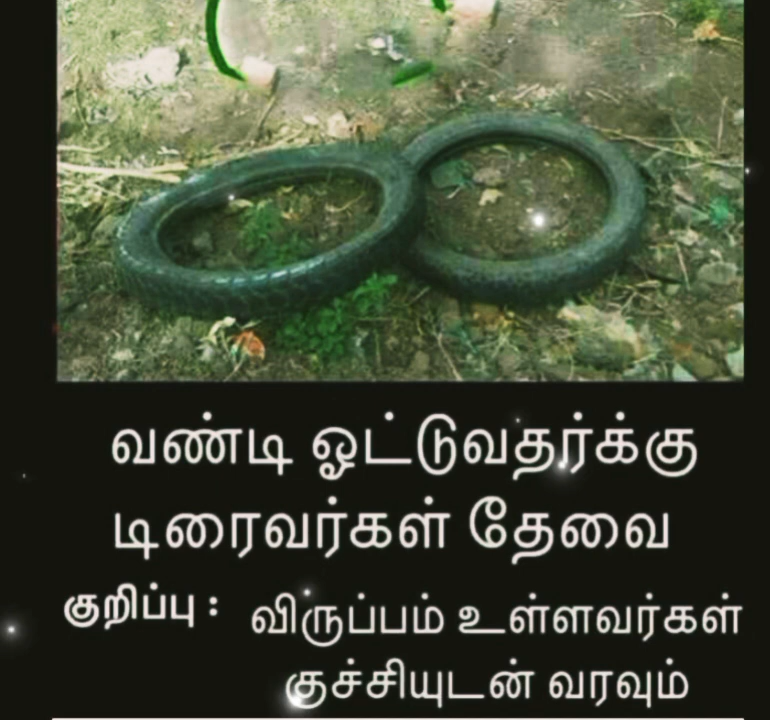 வண்டி ஓட்டுவதர்க்கு
டிரைவர்கள் தேவை
குறிப்பு : விருப்பம் உள்ளவர்கள்
குச்சியுடன் வரவும்